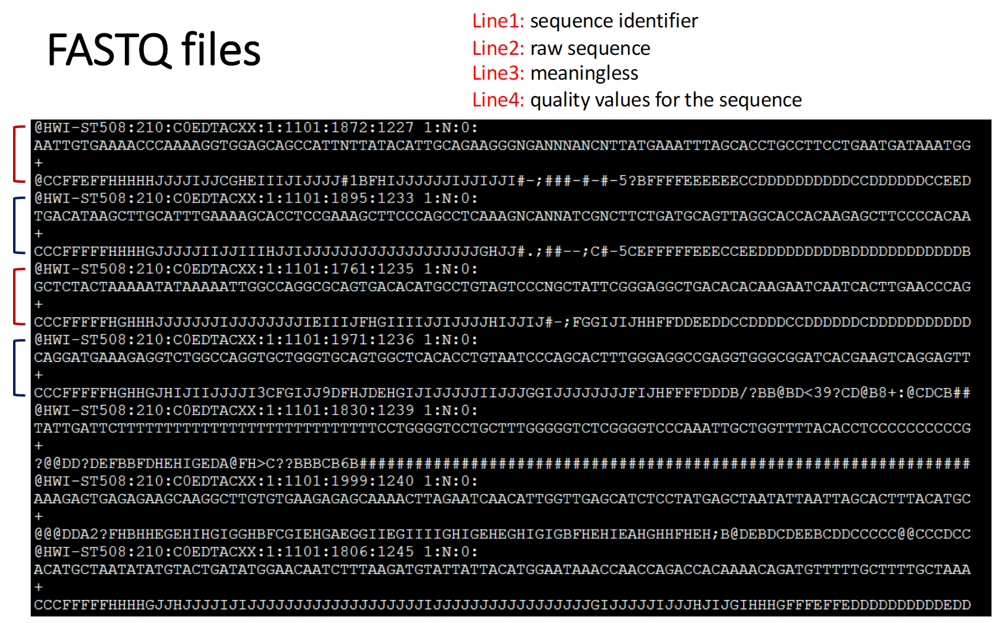 FASTQ files
Line1: sequence identifier
Line2: raw sequence
Line3: meaningless
Line4: quality values for the sequence
@HWI-ST508:210:C0EDTACXX:1:1101:1872:1227 1:N:0:
AATTGTGAAAACCCAAAAGGTGGAGCAGCCATTNTTATACATTGCAGAAGGGNGANNNANCNTTATGAAATTTAGCACCTGCCTTCCTGAATGATAAATGG
+
@CCFFEFFHHHHHJJJJIJJCGHEIIIJIJJJJ#1BFHIJJJJJJIJJIJJI#-;###-#-#-5?BFFFFEEEEEECCDDDDDDDDDDCCDDDDDDCCEED
@HWI-ST508:210:C0EDTACXX:1:1101:1895:1233 1:N:0:
TGACATAAGCTTGCATTTGAAAAGCACCTCCGAAAGCTTCCCAGCCTCAAAGNCANNATCGNCTTCTGATGCAGTTAGGCACCACAAGAGCTTCCCCACAA
+
CCCFFFFFHHHHGJJJJJIIJJIIIHJJIJJJJJJJJJJJJJJJJJJJGHJJ#.;##--;C#-5CEFFFFFEEECCEEDDDDDDDDDBDDDDDDDDDDDDB
@HWI-ST508:210:C0EDTACXX:1:1101:1761:1235 1:N:0:
GCTCTACTAAAAATATAAAAATTGGCCAGGCGCAGTGACACATGCCTGTAGTCCCNGCTATTCGGGAGGCTGACACACAAGAATCAATCACTTGAACCCAG
+
CCCFFFFFHGHHHJJJJJJJIJJJJJJJJIEIIIJFHGIIIIJJIJJJJHIJJIJ#-;FGGIJIJHHFFDDEEDDCCDDDDCCDDDDDDCDDDDDDDDDDD
@HWI-ST508:210:C0EDTACXX:1:1101:1971:1236 1:N:0:
CAGGATGAAAGAGGTCTGGCCAGGTGCTGGGTGCAGTGGCTCACACCTGTAATCCCAGCACTTTGGGAGGCCGAGGTGGGCGGATCACGAAGTCAGGAGTT
+
CCCFFFFFHGHHGJHIJIIJJJJI3CFGIJJ9DFHJDEHGIJIJJJJJIIJJJGGIJJJJJJJJFIJHFFFFDDDB/?BB@BD<39?CD@B8+:@CDCB##
@HWI-ST508:210:C0EDTACXX:1:1101:1830:1239 1:N:0:
TATTGATTCTTTTTTTTTTTTTTTTTTTTTTTTTTTTCCTGGGGTCCTGCTTTGGGGGTCTCGGGGTCCCAAATTGCTGGTTTTACACCTCCCCCCCCCCG
+
?@@DD?DEFBBFDHEHIGEDA@FH>C??BBBCB6B##################################################################
@HWI-ST508:210:C0EDTACXX:1:1101:1999:1240 1:N:0:
AAAGAGTGAGAGAAGCAAGGCTTGTGTGAAGAGAGCAAAACTTAGAATCAACATTGGTTGAGCATCTCCTATGAGCTAATATTAATTAGCACTTTACATGC
+
@@@DDA2?FHBHHEGEHIHGIGGHBFCGIEHGAEGGIIEGIIIIGHIGEHEGHIGIGBFHEHIEAHGHHFHEH;B@DEBDCDEEBCDDCCCCC@@CCCDCC
@HWI-ST508:210:C0EDTACXX:1:1101:1806:1245 1:N:0:
ACATGCTAATATATGTACTGATATGGAACAATCTTTAAGATGTATTATTACATGGAATAAACCAACCAGACCACAAAACAGATGTTTTTGCTTTTGCTAAA
+
CCCFFFFFHHHHGJJHJJJJIJIJJJJJJJJJJJJJJJJJJJIJJJJJJJJJJJJJJJJJGIJJJJJIJJJHJIJGIHHHGFFFEFFEDDDDDDDDDDEDD